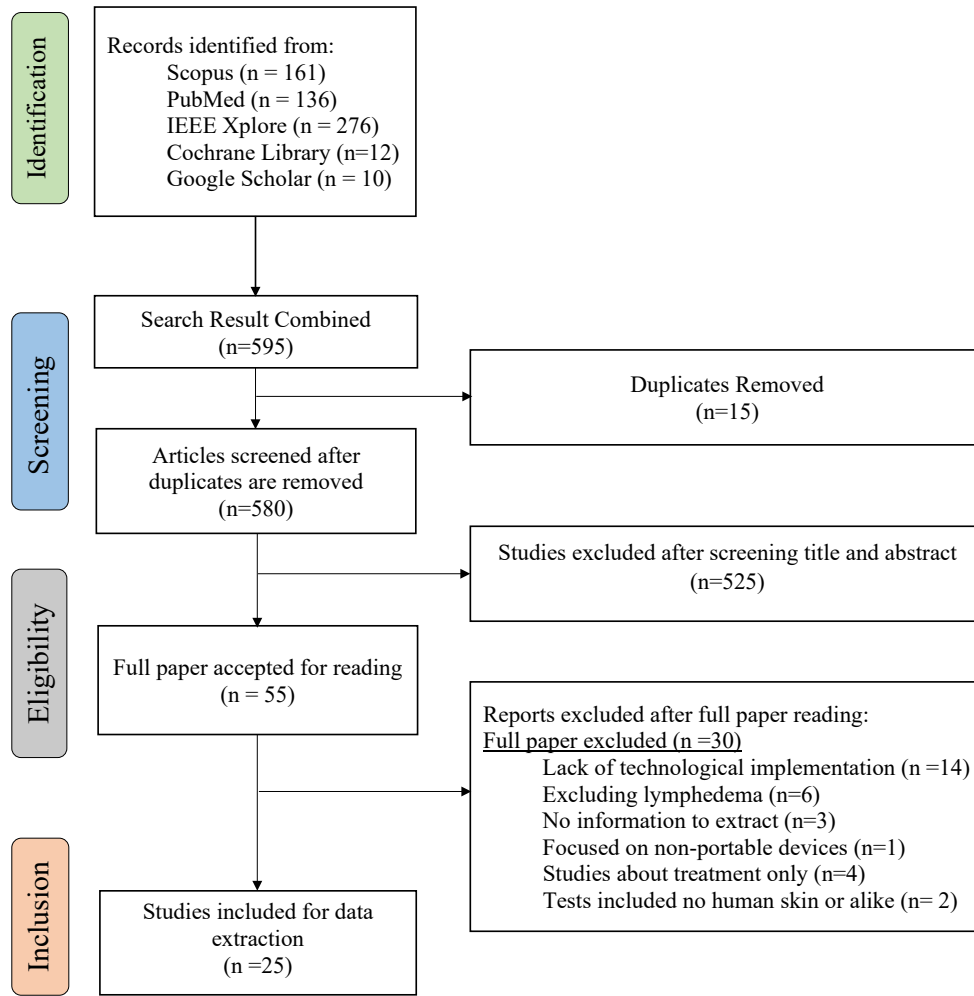 Identification
Records identified from:
Scopus (n = 161)
PubMed (n = 136)
IEEE Xplore (n = 276)
Cochrane Library (n=12)
Google Scholar (n = 10)
Screening
Search Result Combined
(n=595)
Duplicates Removed
(n=15)
Articles screened after
duplicates are removed
(n=580)
Studies excluded after screening title and abstract
(n=525)
Eligibility
Full paper accepted for reading
(n = 55)
Reports excluded after full paper reading:
Full paper excluded (n =30)
Lack of technological implementation (n =14)
Excluding lymphedema (n=6)
No information to extract (n=3)
Focused on non-portable devices (n=1)
Studies about treatment only (n=4)
Tests included no human skin or alike (n= 2)
Inclusion
Studies included for data
extraction
(n =25)